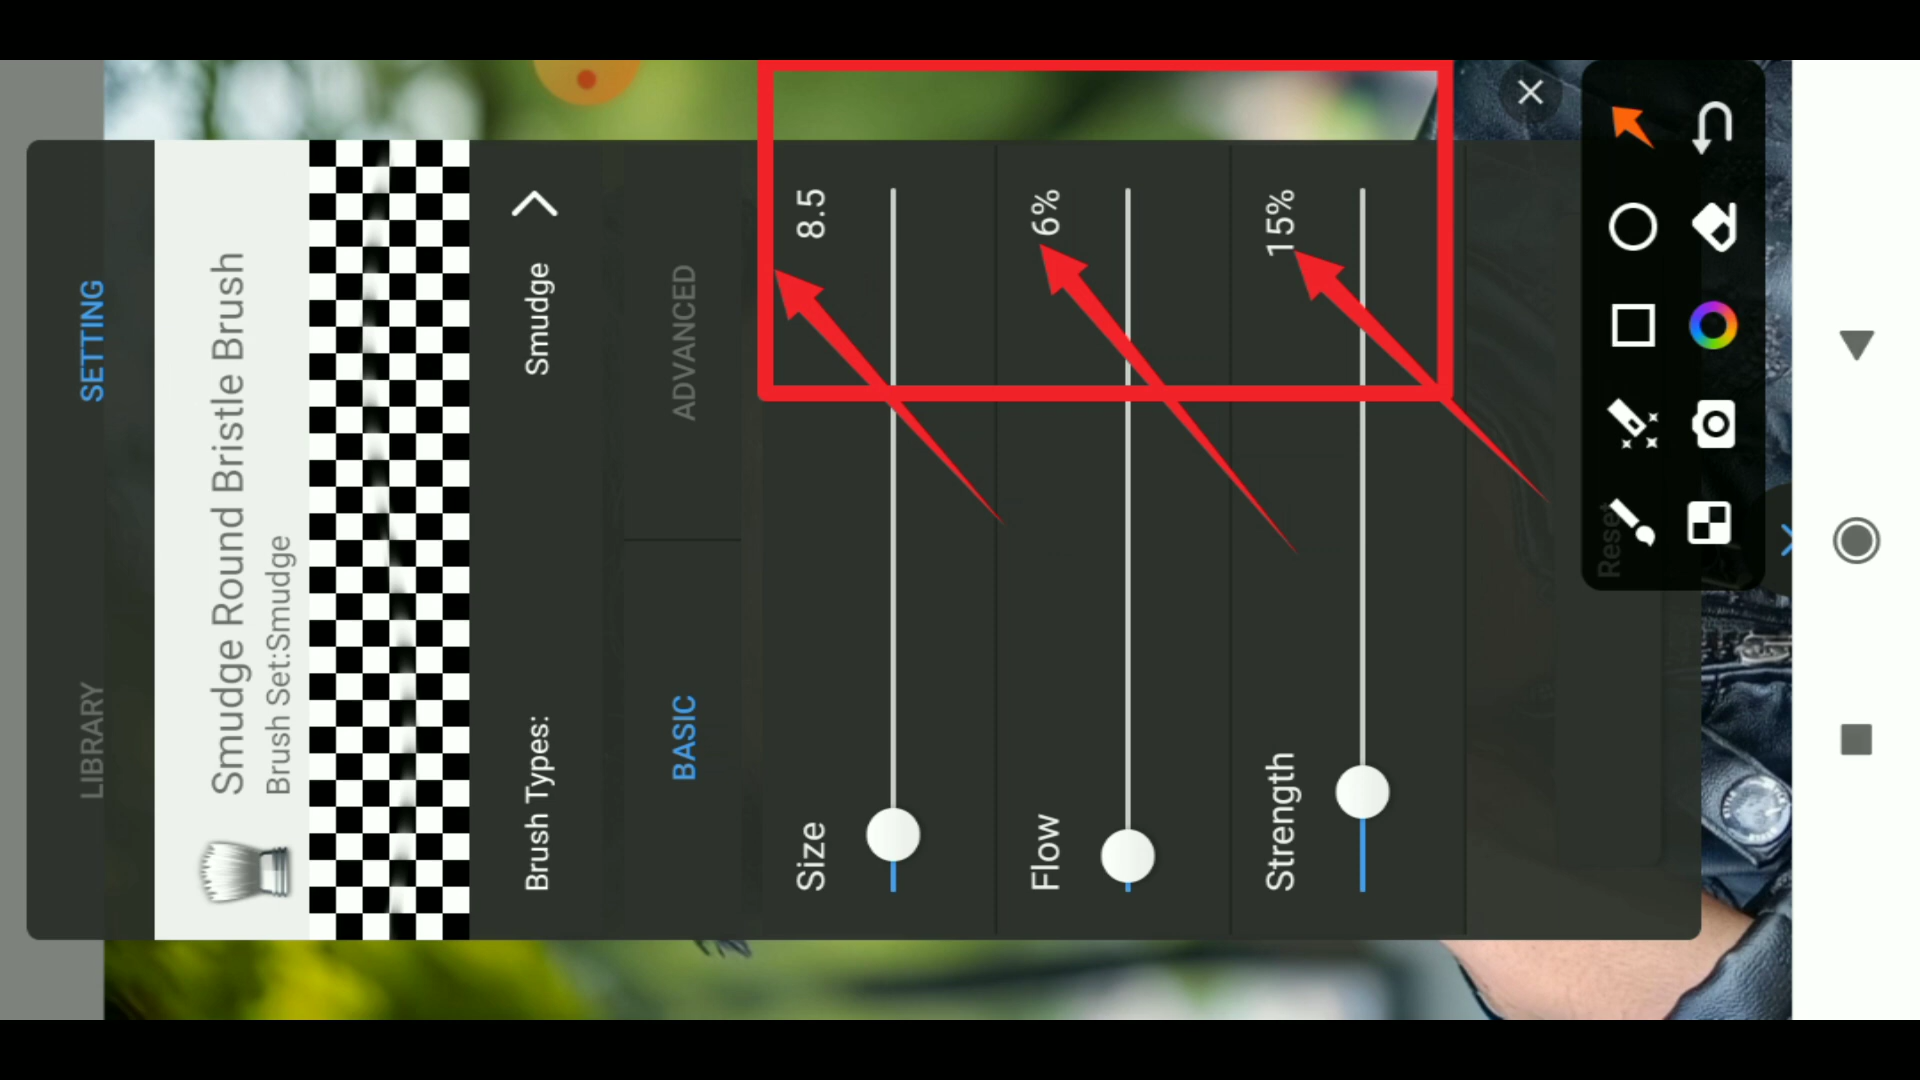 LIBRARY SETTING
Smudge Round Bristle Brush
Brush Set:Smudge
Brush Types: Smudge
BASIC ADVANCED
Size 8.5
Flow 6%
Strength 15%
Reset